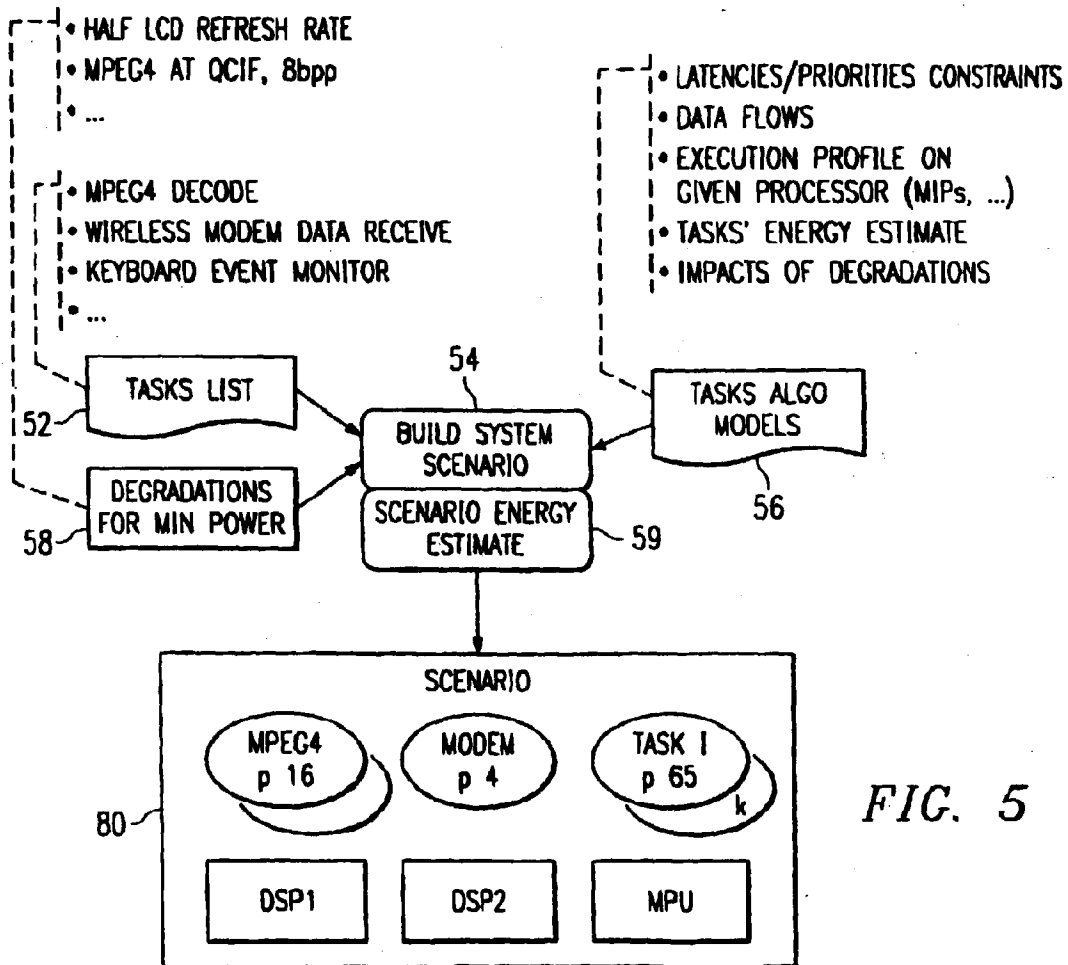 • HALF LCD REFRESH RATE
• MPEG4 AT QCIF, 8bpp
• ...
• LATENCIES/PRIORITIES CONSTRAINTS
• DATA FLOWS
• EXECUTION PROFILE ON
GIVEN PROCESSOR (MIPs, ...)
• TASKS' ENERGY ESTIMATE
• IMPACTS OF DEGRADATIONS
• MPEG4 DECODE
• WIRELESS MODEM DATA RECEIVE
• KEYBOARD EVENT MONITOR
• ...
TASKS LIST
52
54
BUILD SYSTEM
SCENARIO
TASKS ALGO
MODELS
56
DEGRADATIONS
FOR MIN POWER
58
SCENARIO ENERGY
ESTIMATE
59
SCENARIO
MPEG4
p 16
MODEM
p 4
TASK I
p 65
k
80
DSP1
DSP2
MPU
FIG. 5